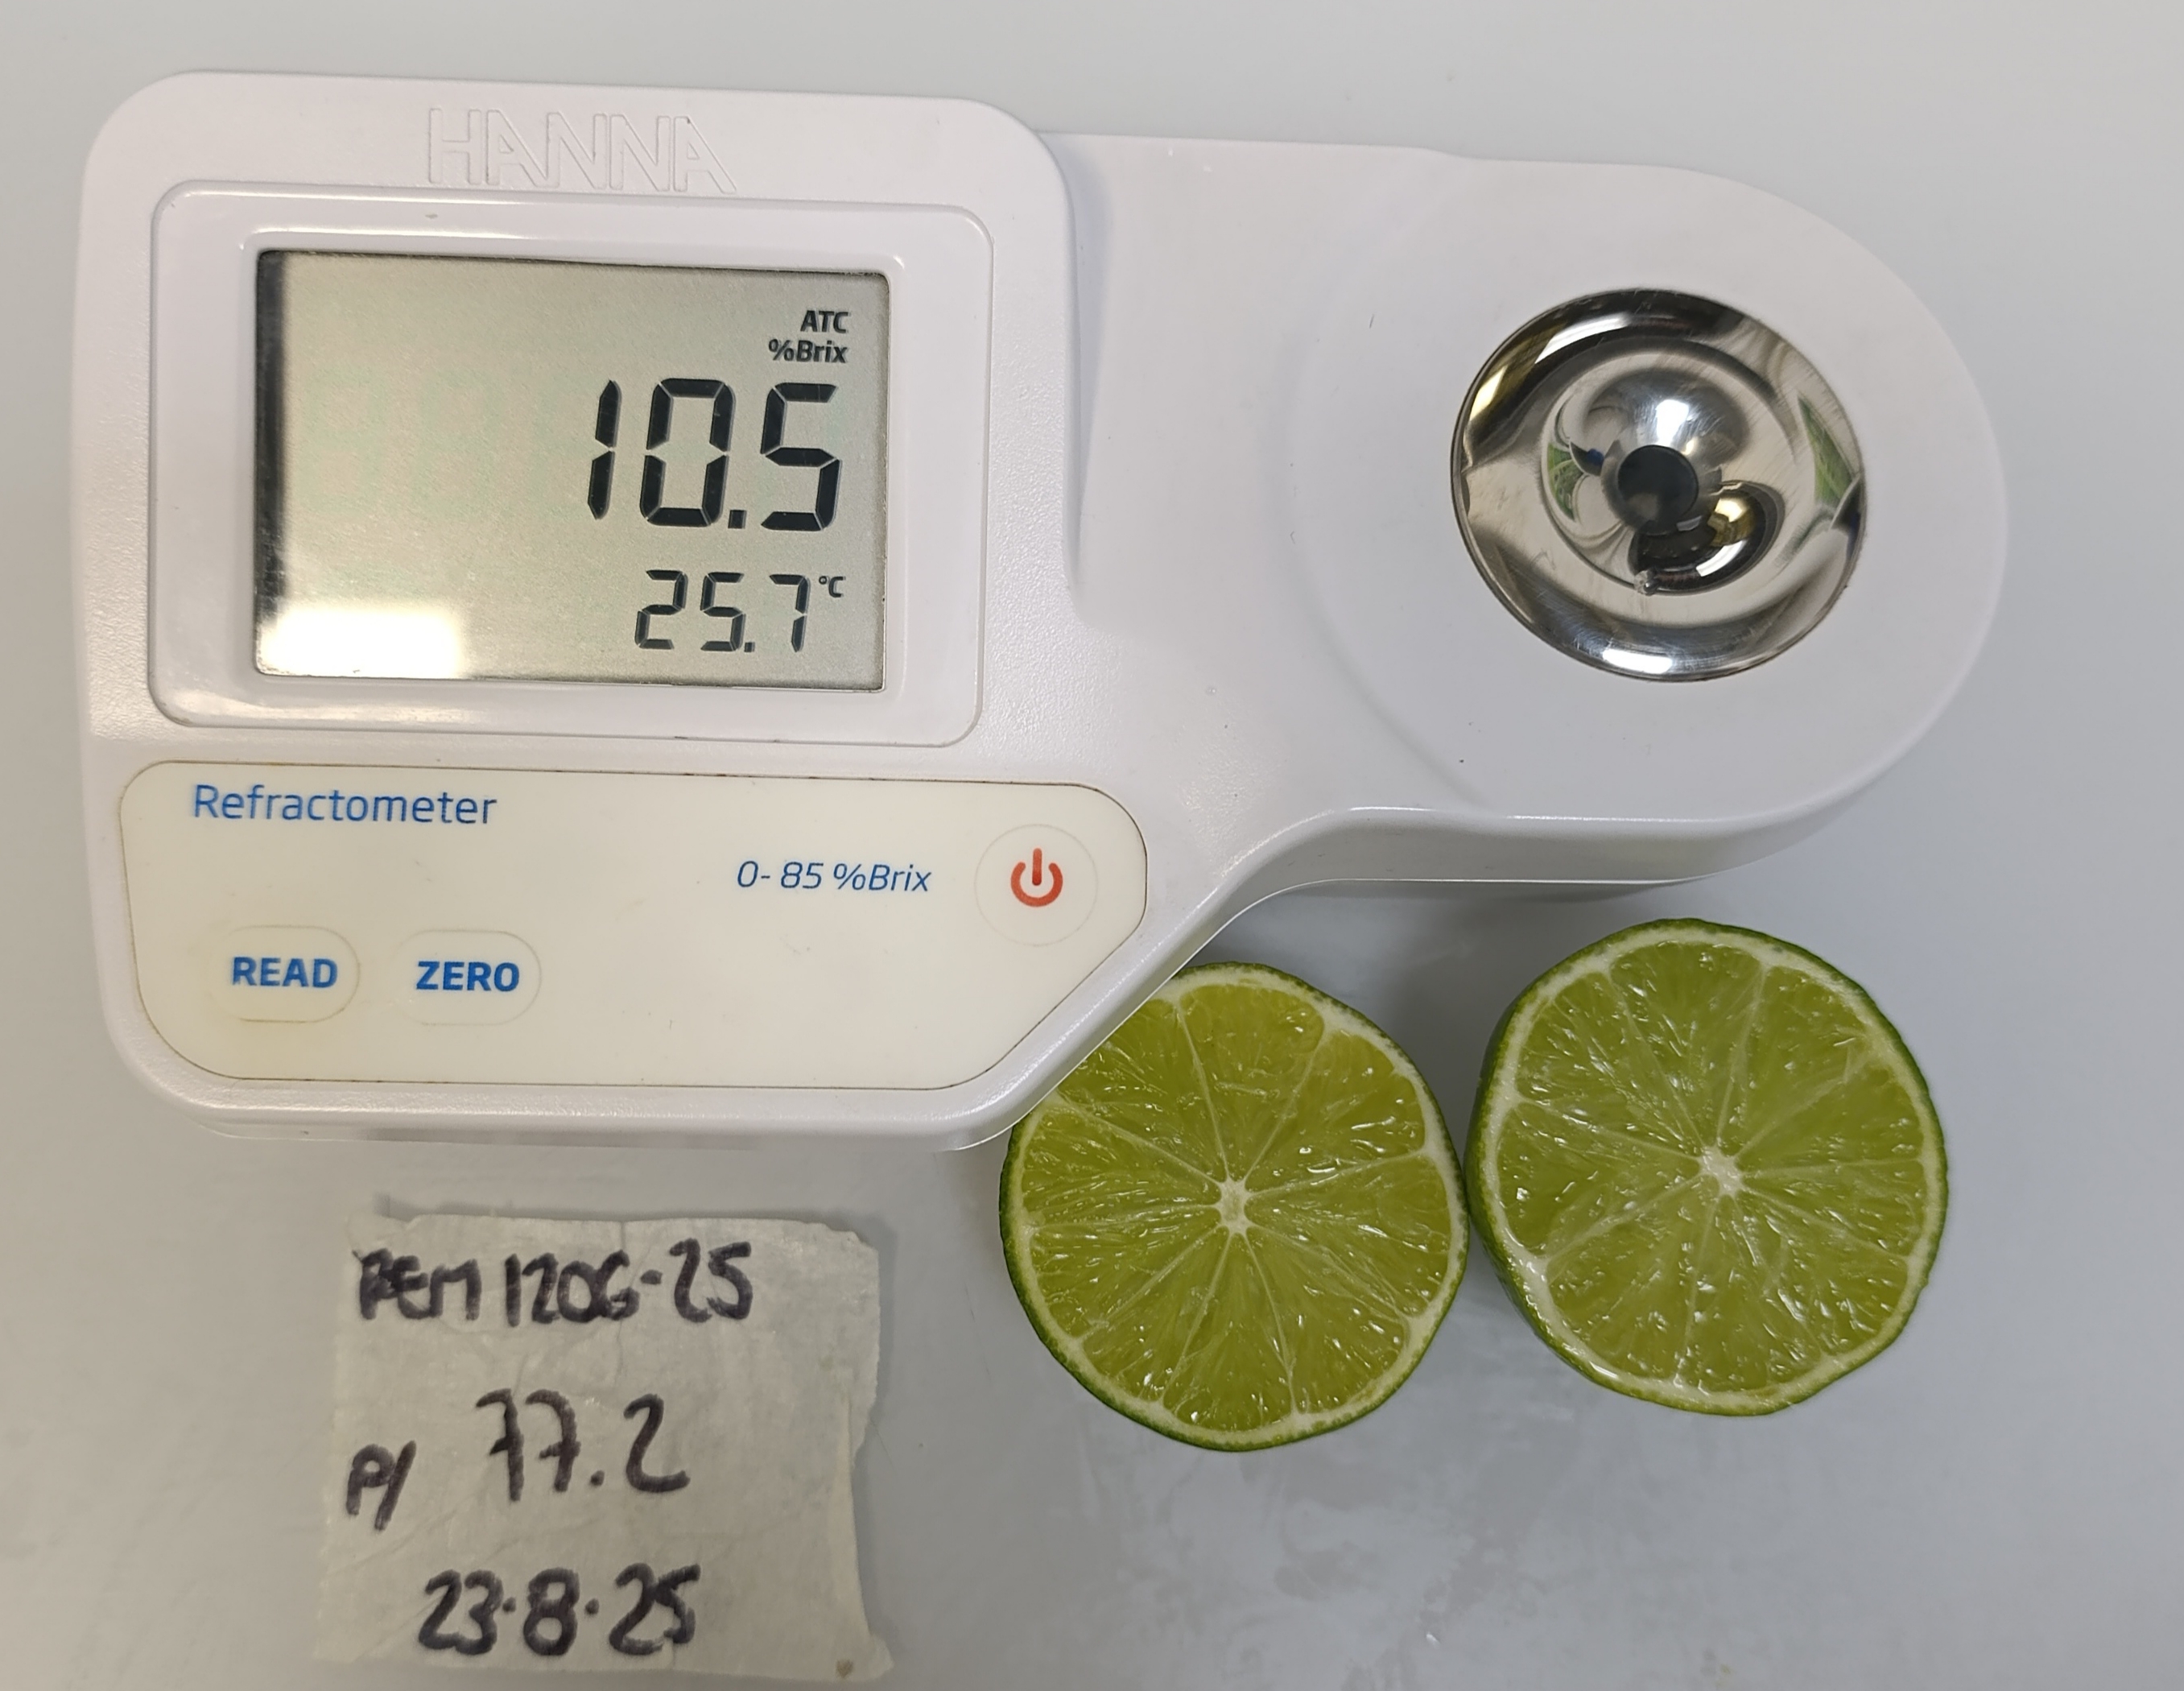 HANNA
ATC
%Brix
10.5
25.7 °C
Refractometer
0- 85 %Brix
READ ZERO
REM 1206-25
P/ 77.2
23.8.25